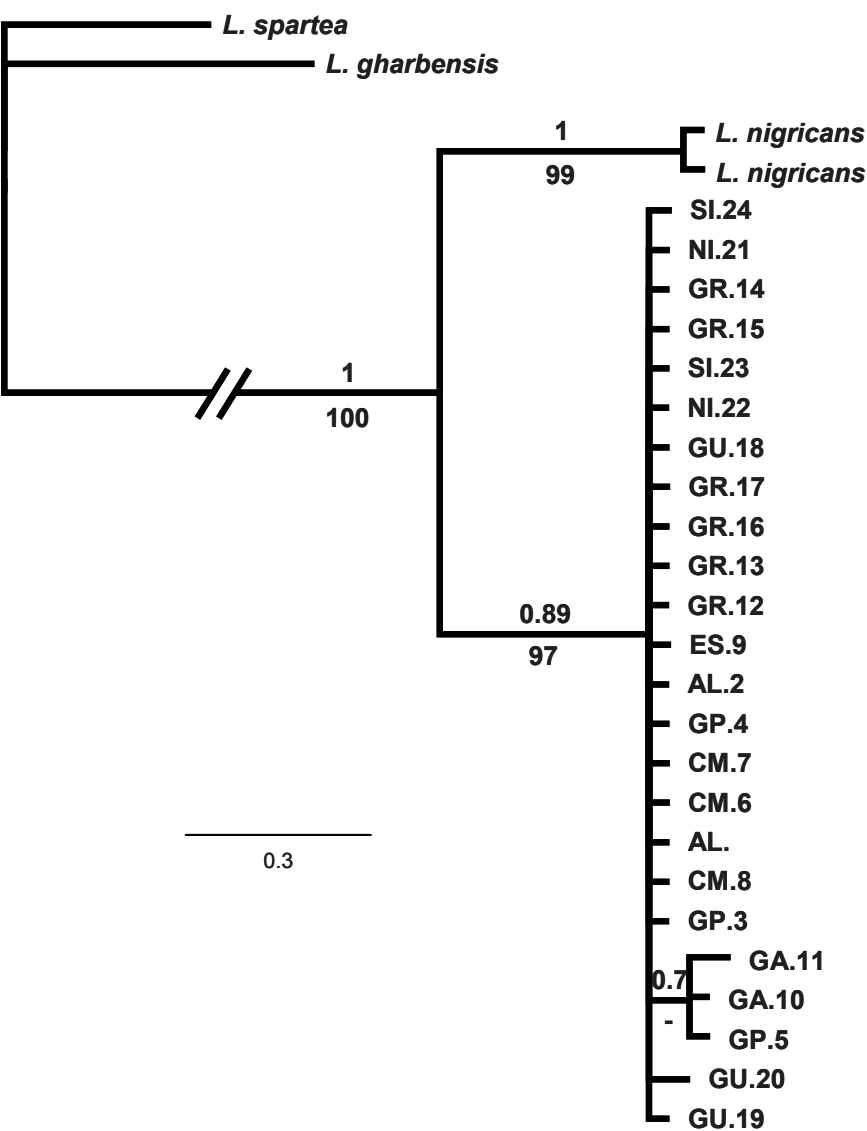 L. spartea
L. gharbensis
1
L. nigricans
99
L. nigricans
SI.24
NI.21
GR.14
GR.15
1
SI.23
100
NI.22
GU.18
GR.17
GR.16
GR.13
0.89
GR.12
97
ES.9
AL.2
GP.4
CM.7
CM.6
0.3
AL.
CM.8
GP.3
GA.11
0.7
GA.10
-
GP.5
GU.20
GU.19